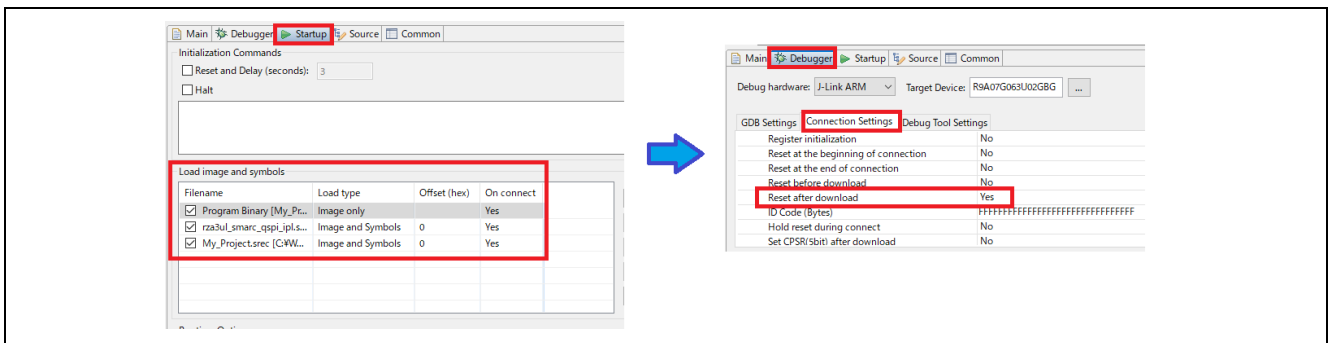 Main Debugger Startup Source Common
Initialization Commands
Reset and Delay (seconds): 3
Halt
Load image and symbols
Filename Load type Offset (hex) On connect
Program Binary [My_Pr... Image only Yes
rza3ul_smarc_qspi_ipl.s... Image and Symbols 0 Yes
My_Project.srec [C:¥W... Image and Symbols 0 Yes
Main Debugger Startup Source Common
Debug hardware: J-Link ARM Target Device: R9A07G063U02GBG ...
GDB Settings Connection Settings Debug Tool Settings
Register initialization No
Reset at the beginning of connection No
Reset at the end of connection No
Reset before download No
Reset after download Yes
ID Code (Bytes) FFFFFFFFFFFFFFFFFFFFFFFFFFFFFFFF
Hold reset during connect No
Set CPSR(5bit) after download No